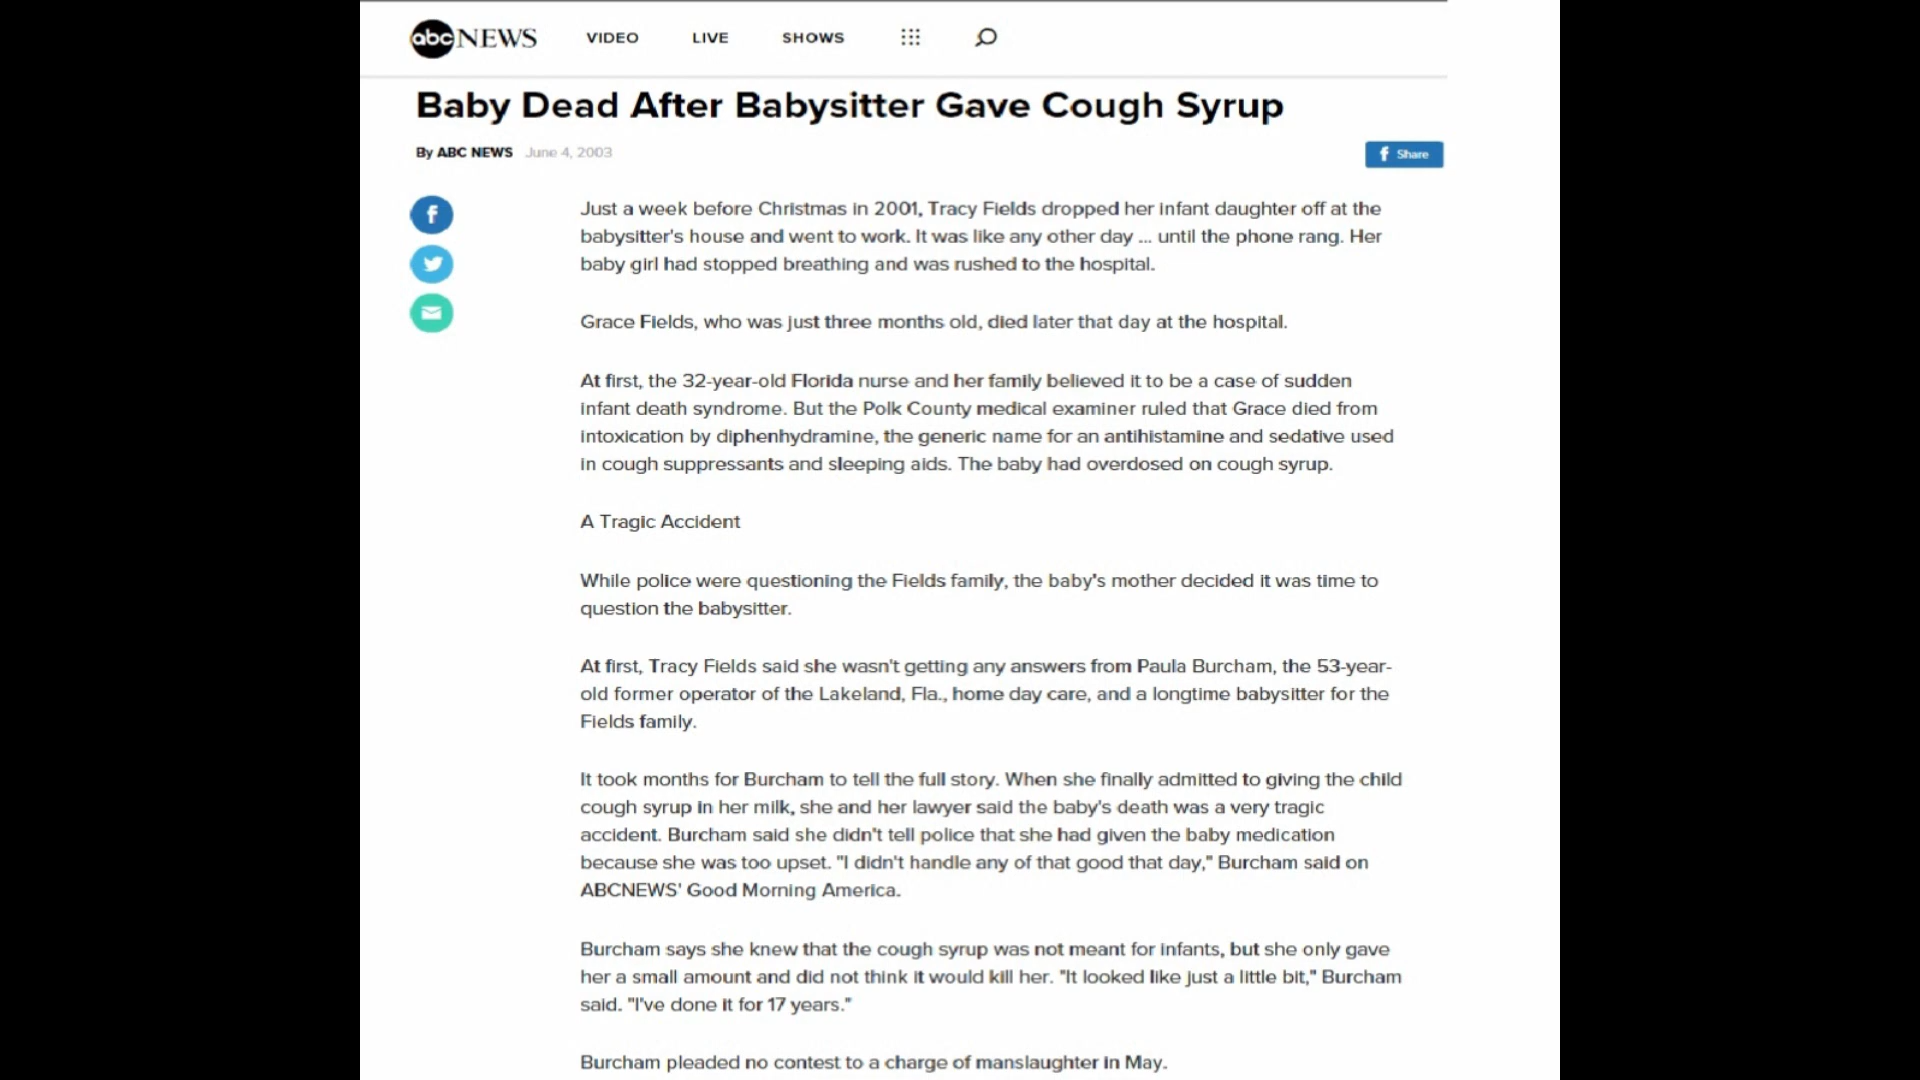 abc NEWS VIDEO LIVE SHOWS
Baby Dead After Babysitter Gave Cough Syrup
By ABC NEWS June 4, 2003
f Share
Just a week before Christmas in 2001, Tracy Fields dropped her infant daughter off at the
babysitter's house and went to work. It was like any other day ... until the phone rang. Her
baby girl had stopped breathing and was rushed to the hospital.
Grace Fields, who was just three months old, died later that day at the hospital.
At first, the 32-year-old Florida nurse and her family believed it to be a case of sudden
infant death syndrome. But the Polk County medical examiner ruled that Grace died from
intoxication by diphenhydramine, the generic name for an antihistamine and sedative used
in cough suppressants and sleeping aids. The baby had overdosed on cough syrup.
A Tragic Accident
While police were questioning the Fields family, the baby's mother decided it was time to
question the babysitter.
At first, Tracy Fields said she wasn't getting any answers from Paula Burcham, the 53-year-
old former operator of the Lakeland, Fla., home day care, and a longtime babysitter for the
Fields family.
It took months for Burcham to tell the full story. When she finally admitted to giving the child
cough syrup in her milk, she and her lawyer said the baby's death was a very tragic
accident. Burcham said she didn't tell police that she had given the baby medication
because she was too upset. "I didn't handle any of that good that day," Burcham said on
ABCNEWS' Good Morning America.
Burcham says she knew that the cough syrup was not meant for infants, but she only gave
her a small amount and did not think it would kill her. "It looked like just a little bit," Burcham
said. "I've done it for 17 years."
Burcham pleaded no contest to a charge of manslaughter in May.